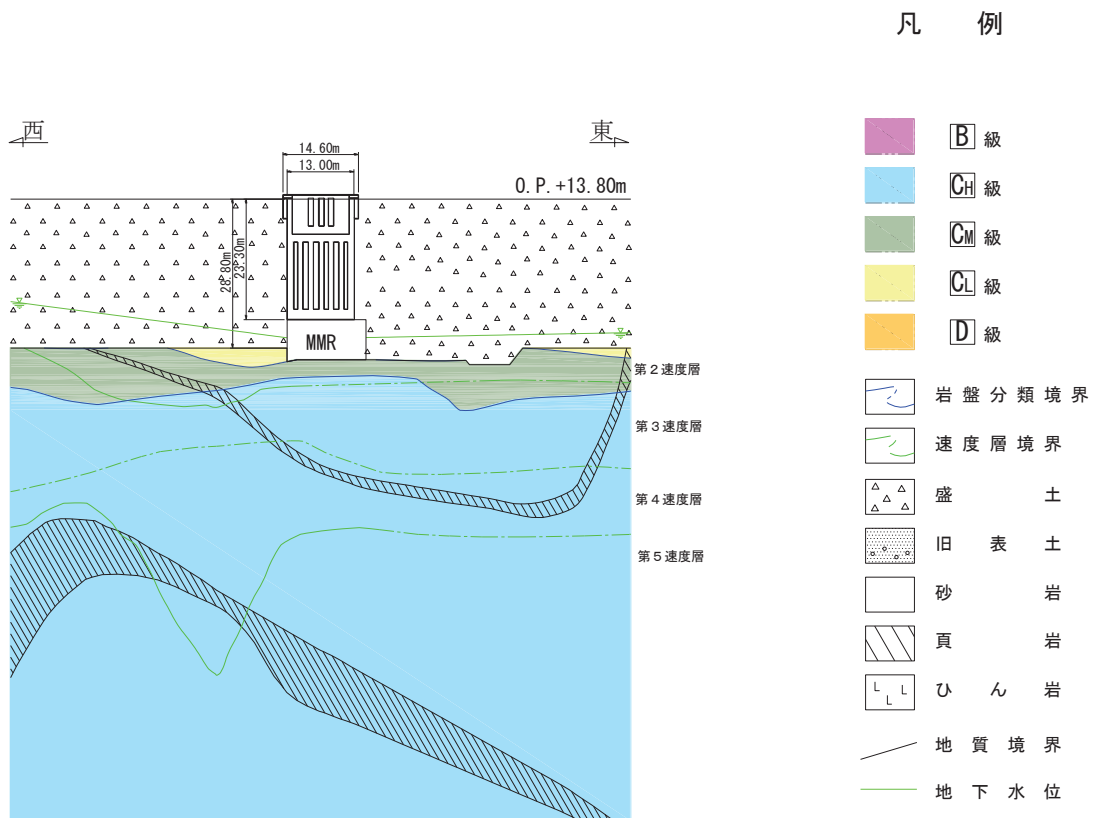 凡 例
西
東
14.60m
13.00m
O.P.+13.80m
28.80m
23.30m
MMR
第2速度層
第3速度層
第4速度層
第5速度層
B 級
CH 級
CM 級
CL 級
D 級
岩盤分類境界
速度層境界
盛土
旧表土
砂岩
頁岩
ひん岩
地質境界
地下水位